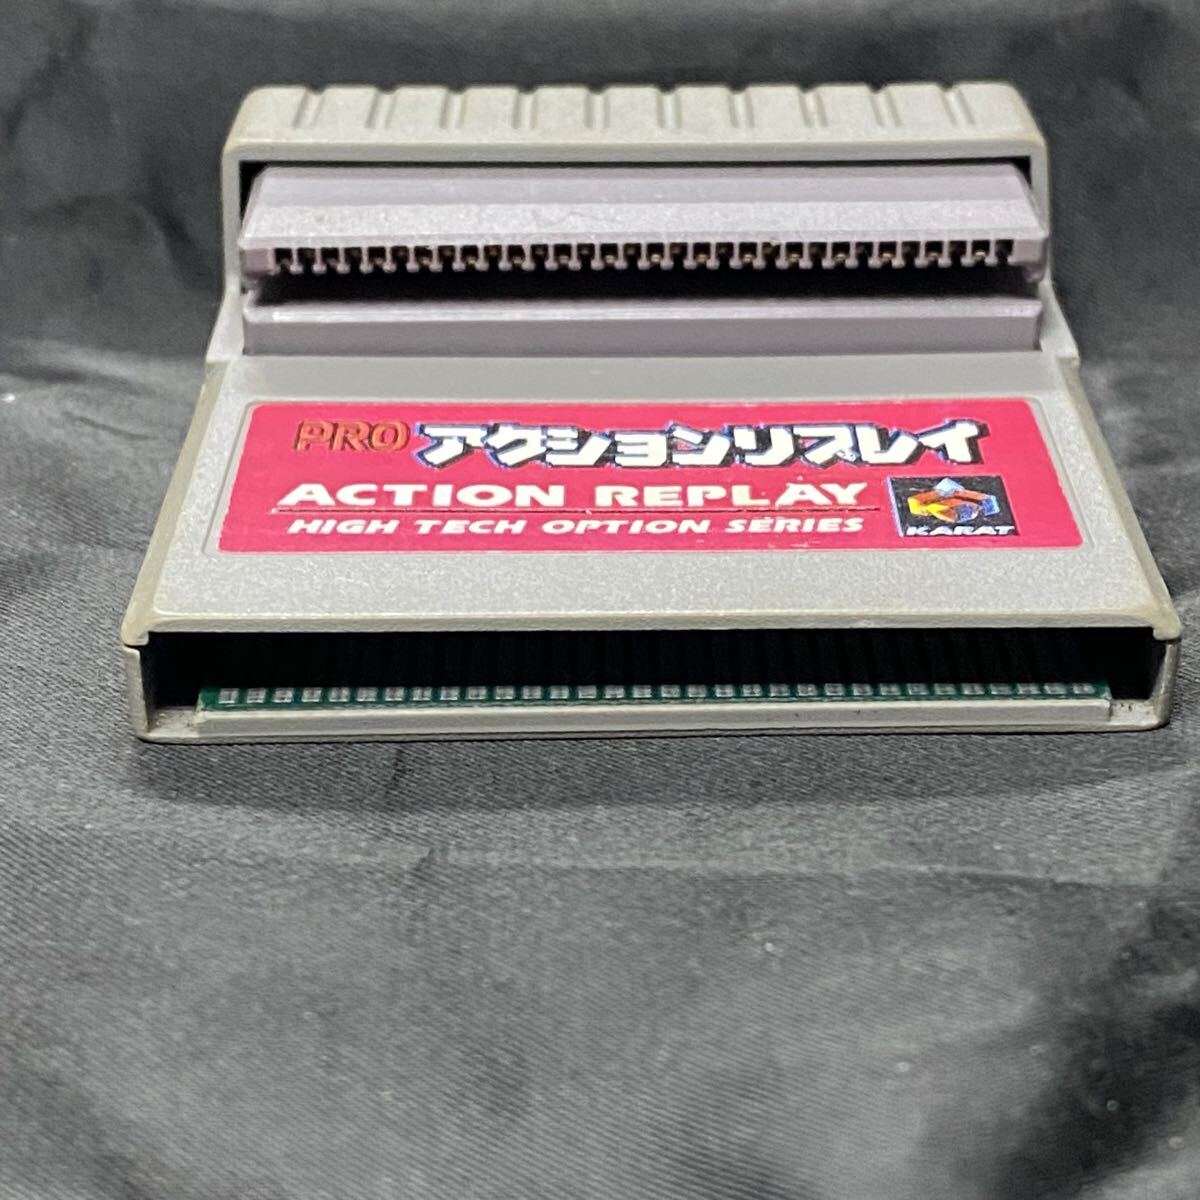 PRO アクションリプレイ
ACTION REPLAY
HIGH TECH OPTION SERIES
KARAT